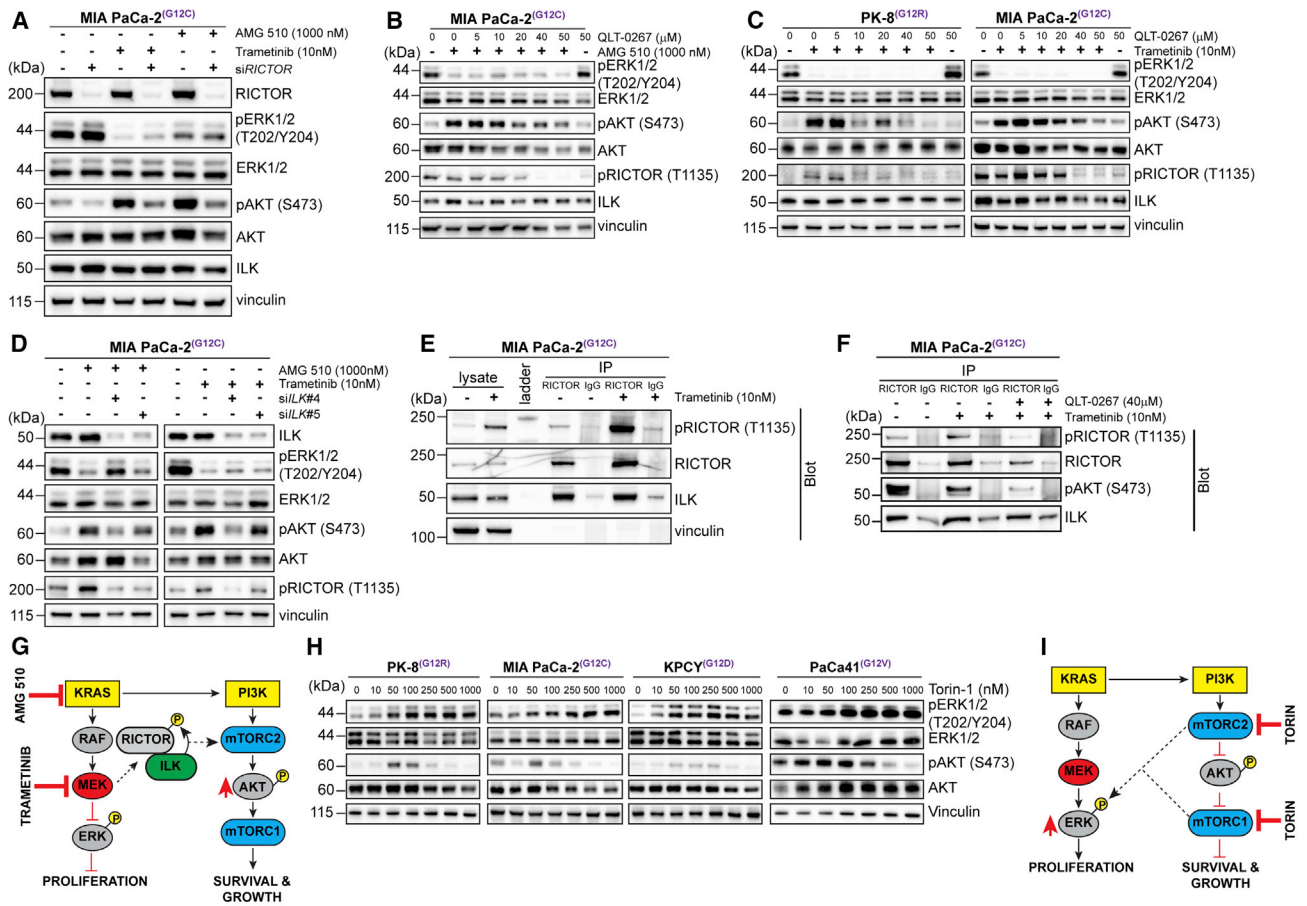 A
MIA PaCa-2(G12C)
- - - - + + AMG 510 (1000 nM)
- - + + - - Trametinib (10nM)
(kDa) - + - + - + siRICTOR
200 RICTOR
44 pERK1/2
(T202/Y204)
44 ERK1/2
60 pAKT (S473)
60 AKT
50 ILK
115 vinculin
B
MIA PaCa-2(G12C)
0 0 5 10 20 40 50 50 QLT-0267 (μM)
(kDa) - + + + + + + - AMG 510 (1000 nM)
44 pERK1/2
(T202/Y204)
44 ERK1/2
60 pAKT (S473)
60 AKT
200 pRICTOR (T1135)
50 ILK
115 vinculin
C
PK-8(G12R) MIA PaCa-2(G12C)
0 0 5 10 20 40 50 50 0 0 5 10 20 40 50 50 QLT-0267 (μM)
(kDa) - + + + + + + - - + + + + + + - Trametinib (10nM)
44 pERK1/2
(T202/Y204)
44 ERK1/2
60 pAKT (S473)
60 AKT
200 pRICTOR (T1135)
50 ILK
115 vinculin
D
MIA PaCa-2(G12C)
- + + + - - - - AMG 510 (1000nM)
- - - - - + + + Trametinib (10nM)
- - + - - - + - siILK#4
(kDa) - - - + - - - + siILK#5
50 ILK
44 pERK1/2
(T202/Y204)
44 ERK1/2
60 pAKT (S473)
60 AKT
200 pRICTOR (T1135)
115 vinculin
E
MIA PaCa-2(G12C)
IP
lysate ladder RICTOR IgG RICTOR IgG
(kDa) - + - - + + Trametinib (10nM)
250 pRICTOR (T1135)
250 RICTOR
50 ILK
100 vinculin
Blot
F
MIA PaCa-2(G12C)
IP
RICTOR IgG RICTOR IgG RICTOR IgG
- - - - + + QLT-0267 (40μM)
(kDa) - - + + + + Trametinib (10nM)
250 pRICTOR (T1135)
250 RICTOR
50 pAKT (S473)
50 ILK
Blot
G
AMG 510
KRAS PI3K
RAF RICTOR P mTORC2
ILK
TRAMETINIB
MEK AKT P
ERK P mTORC1
PROLIFERATION SURVIVAL &
GROWTH
H
PK-8(G12R) MIA PaCa-2(G12C) KPCY(G12D) PaCa41(G12V)
(kDa) 0 10 50 100 250 500 1000 0 10 50 100 250 500 1000 0 10 50 100 250 500 1000 0 10 50 100 250 500 1000 Torin-1 (nM)
44 pERK1/2
(T202/Y204)
44 ERK1/2
60 pAKT (S473)
60 AKT
115 Vinculin
I
KRAS PI3K
RAF mTORC2 TORIN
MEK AKT P
ERK P mTORC1 TORIN
PROLIFERATION SURVIVAL &
GROWTH